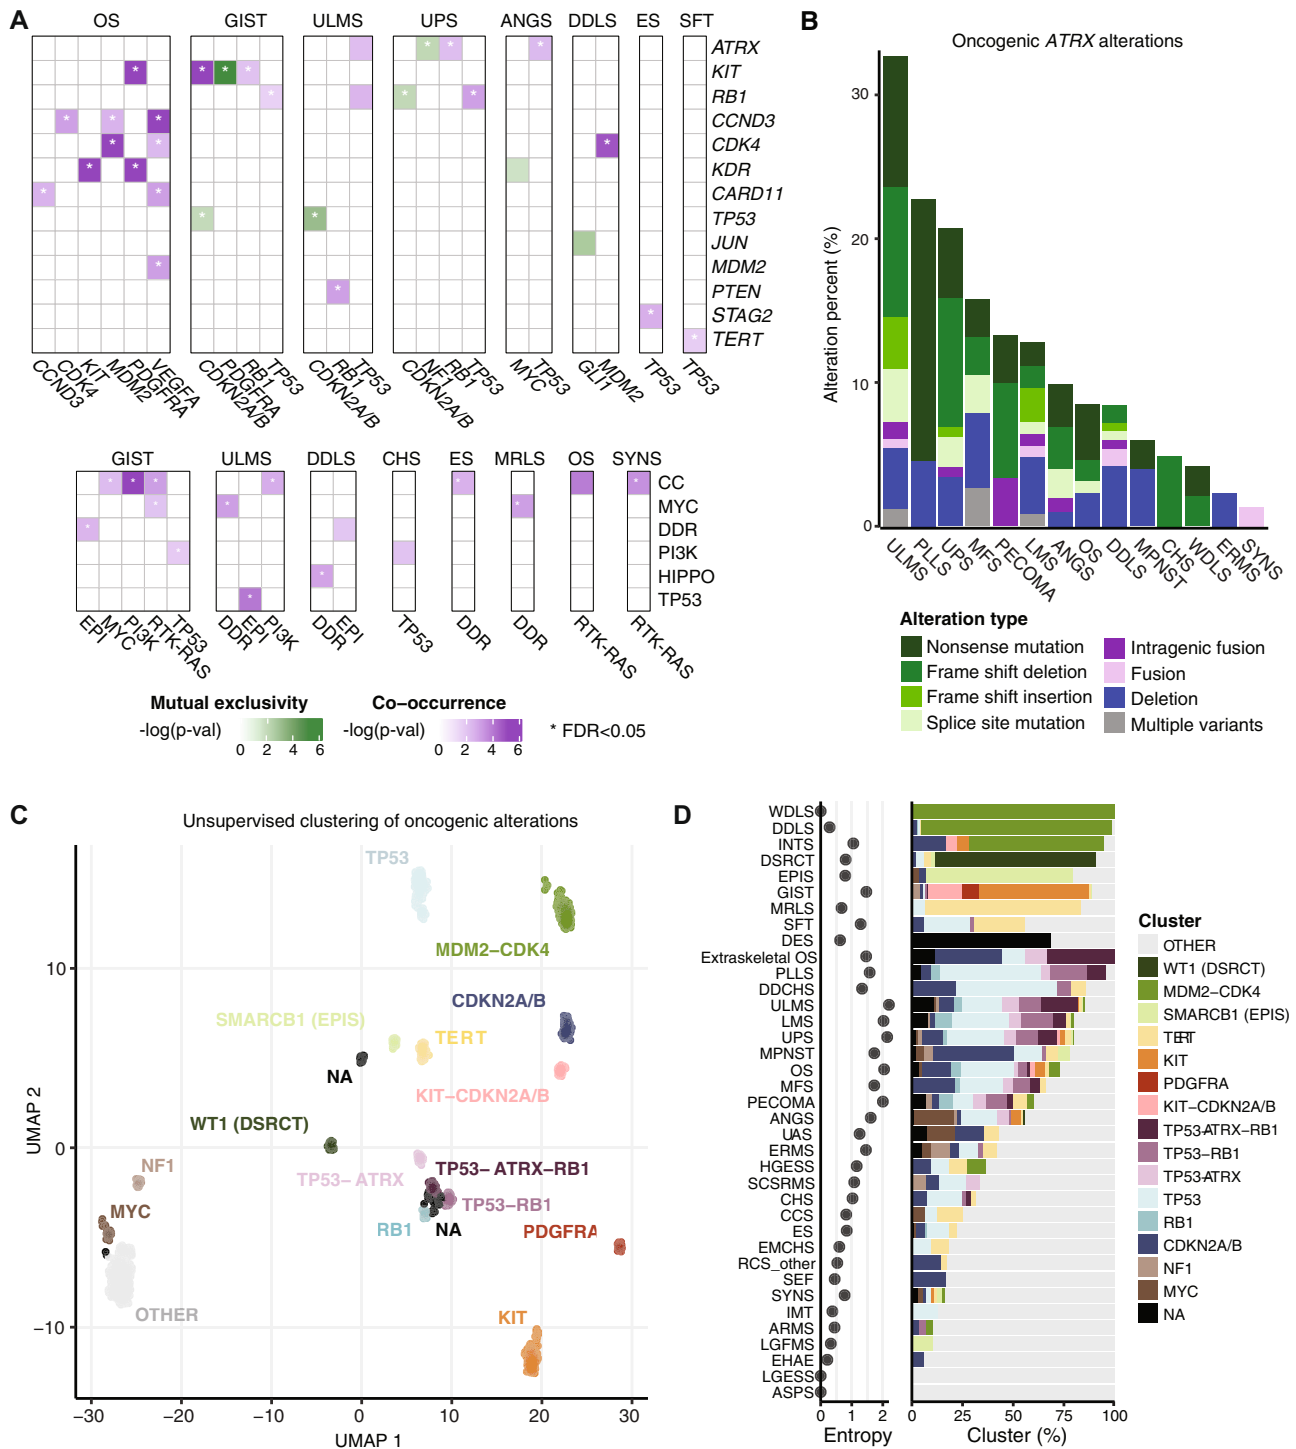 A
OS GIST ULMS UPS ANGS DDLS ES SFT
ATRX
KIT
RB1
CCND3
CDK4
KDR
CARD11
TP53
JUN
MDM2
PTEN
STAG2
TERT
CCND3 CDK4 KIT MDM2 PDGFRA VEGFA
CDKN2A/B PDGFRA RB1 TP53
CDKN2A/B RB1 TP53
CDKN2A/B NF1 RB1 TP53
MYC TP53
GLI1 MDM2
TP53
TP53
GIST ULMS DDLS CHS ES MRLS OS SYNS
CC
MYC
DDR
PI3K
HIPPO
TP53
EPI MYC PI3K RTK-RAS TP53
DDR EPI PI3K
DDR EPI
TP53
DDR
DDR
RTK-RAS
RTK-RAS
Mutual exclusivity
-log(p-val)
0 2 4 6
Co-occurrence
-log(p-val)
0 2 4 6
* FDR<0.05
B
Oncogenic ATRX alterations
Alteration percent (%)
30
20
10
0
ULMS PLLS UPS MFS PECOMA LMS ANGS OS DDLS MPNST CHS WDLS ERMS SYNS
Alteration type
Nonsense mutation
Frame shift deletion
Frame shift insertion
Splice site mutation
Intragenic fusion
Fusion
Deletion
Multiple variants
C
Unsupervised clustering of oncogenic alterations
TP53
MDM2-CDK4
CDKN2A/B
SMARCB1 (EPIS)
TERT
NA
KIT-CDKN2A/B
WT1 (DSRCT)
NF1
TP53- ATRX
TP53- ATRX-RB1
TP53-RB1
MYC
RB1
NA
PDGFRA
OTHER
KIT
UMAP 2
10
0
-10
-30 -20 -10 0 10 20 30
UMAP 1
D
WDLS
DDLS
INTS
DSRCT
EPIS
GIST
MRLS
SFT
DES
Extraskeletal OS
PLLS
DDCHS
ULMS
LMS
UPS
MPNST
OS
MFS
PECOMA
ANGS
UAS
ERMS
HGESS
SCSRMS
CHS
CCS
ES
EMCHS
RCS_other
SEF
SYNS
IMT
ARMS
LGFMS
EHAE
LGESS
ASPS
0 1 2
Entropy
0 25 50 75 100
Cluster (%)
Cluster
OTHER
WT1 (DSRCT)
MDM2-CDK4
SMARCB1 (EPIS)
TERT
KIT
PDGFRA
KIT-CDKN2A/B
TP53-ATRX-RB1
TP53-RB1
TP53-ATRX
TP53
RB1
CDKN2A/B
NF1
MYC
NA